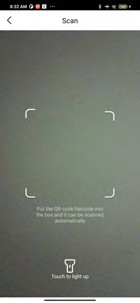 8:32 AM
Scan
Put the QR code/barcode into
the box and it can be scanned
automatically.
Touch to light up